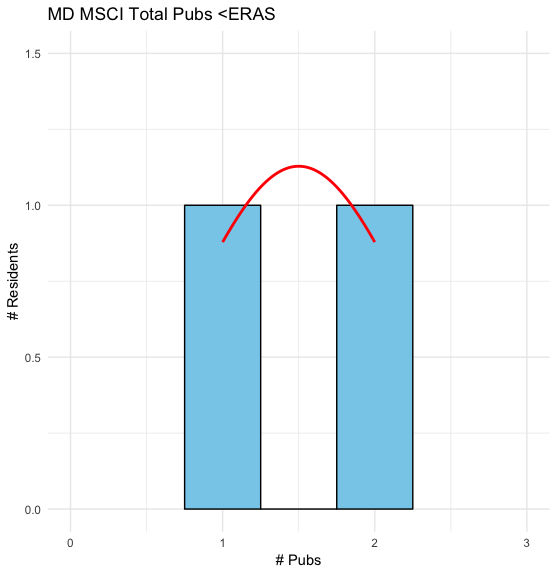 MD MSCI Total Pubs <ERAS
1.5
1.0
0.5
0.0
# Residents
0 1 2 3
# Pubs